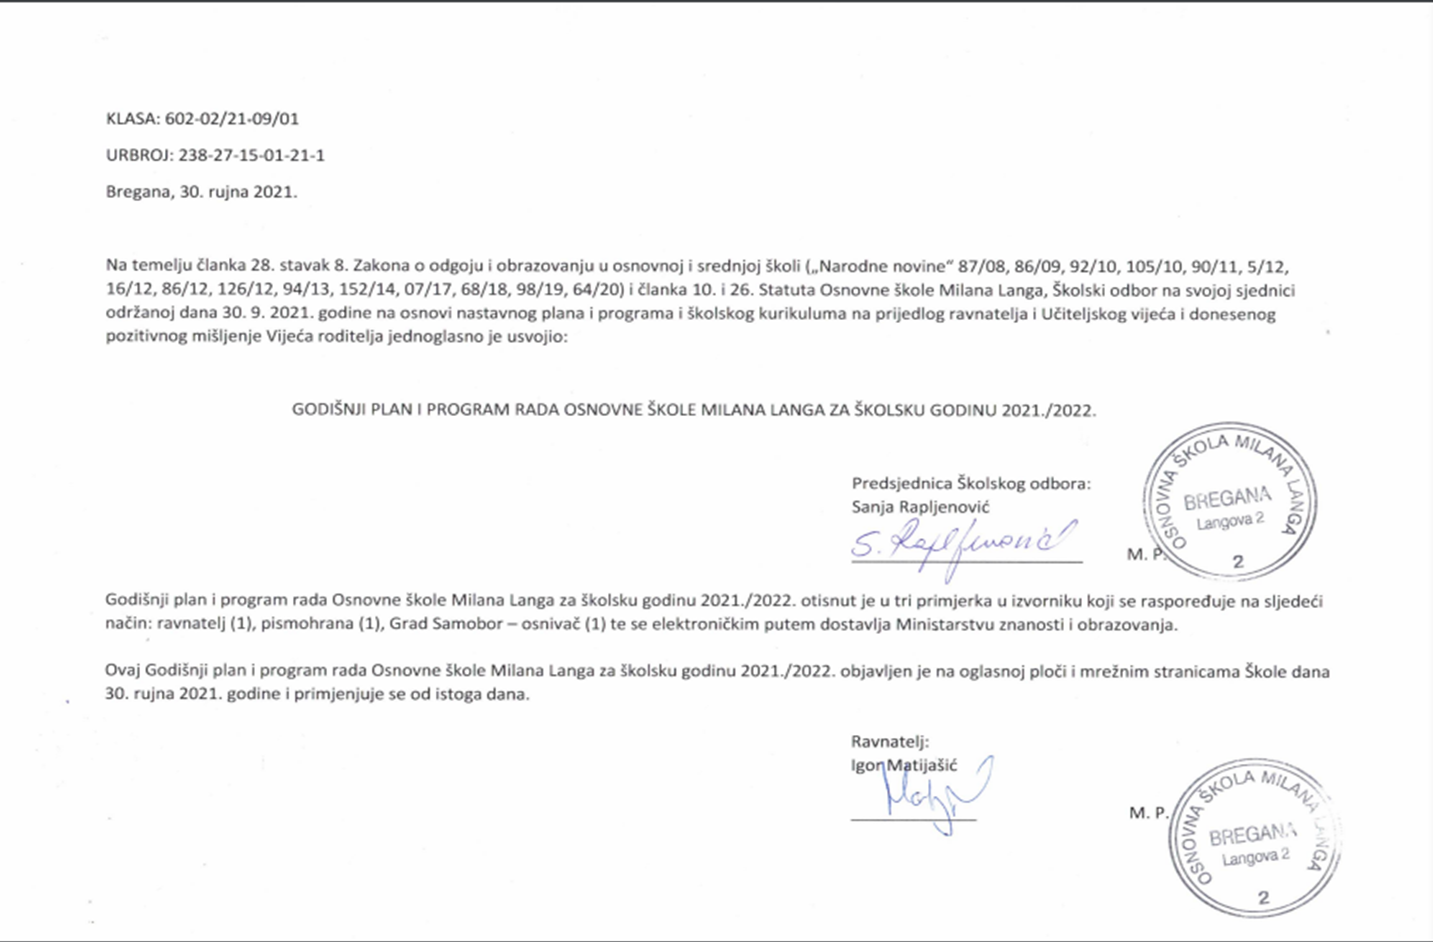 KLASA: 602-02/21-09/01
URBROJ: 238-27-15-01-21-1
Bregana, 30. rujna 2021.
Na temelju članka 28. stavak 8. Zakona o odgoju i obrazovanju u osnovnoj i srednjoj školi („Narodne novine“ 87/08, 86/09, 92/10, 105/10, 90/11, 5/12,
16/12, 86/12, 126/12, 94/13, 152/14, 07/17, 68/18, 98/19, 64/20) i članka 10. i 26. Statuta Osnovne škole Milana Langa, Školski odbor na svojoj sjednici
održanoj dana 30. 9. 2021. godine na osnovi nastavnog plana i programa i školskog kurikuluma na prijedlog ravnatelja i Učiteljskog vijeća i donesenog
pozitivnog mišljenje Vijeća roditelja jednoglasno je usvojio:
GODIŠNJI PLAN I PROGRAM RADA OSNOVNE ŠKOLE MILANA LANGA ZA ŠKOLSKU GODINU 2021./2022.
Predsjednica Školskog odbora:
Sanja Rapljenović
S. Rapljenović
M. P.
OSNOVNA ŠKOLA MILANA LANGA
BREGANA
Langova 2
2
Godišnji plan i program rada Osnovne škole Milana Langa za školsku godinu 2021./2022. otisnut je u tri primjerka u izvorniku koji se raspoređuje na sljedeći
način: ravnatelj (1), pismohrana (1), Grad Samobor – osnivač (1) te se elektroničkim putem dostavlja Ministarstvu znanosti i obrazovanja.
Ovaj Godišnji plan i program rada Osnovne škole Milana Langa za školsku godinu 2021./2022. objavljen je na oglasnoj ploči i mrežnim stranicama Škole dana
30. rujna 2021. godine i primjenjuje se od istoga dana.
Ravnatelj:
Igor Matijašić
M. P.
OSNOVNA ŠKOLA MILANA LANGA
BREGANA
Langova 2
2